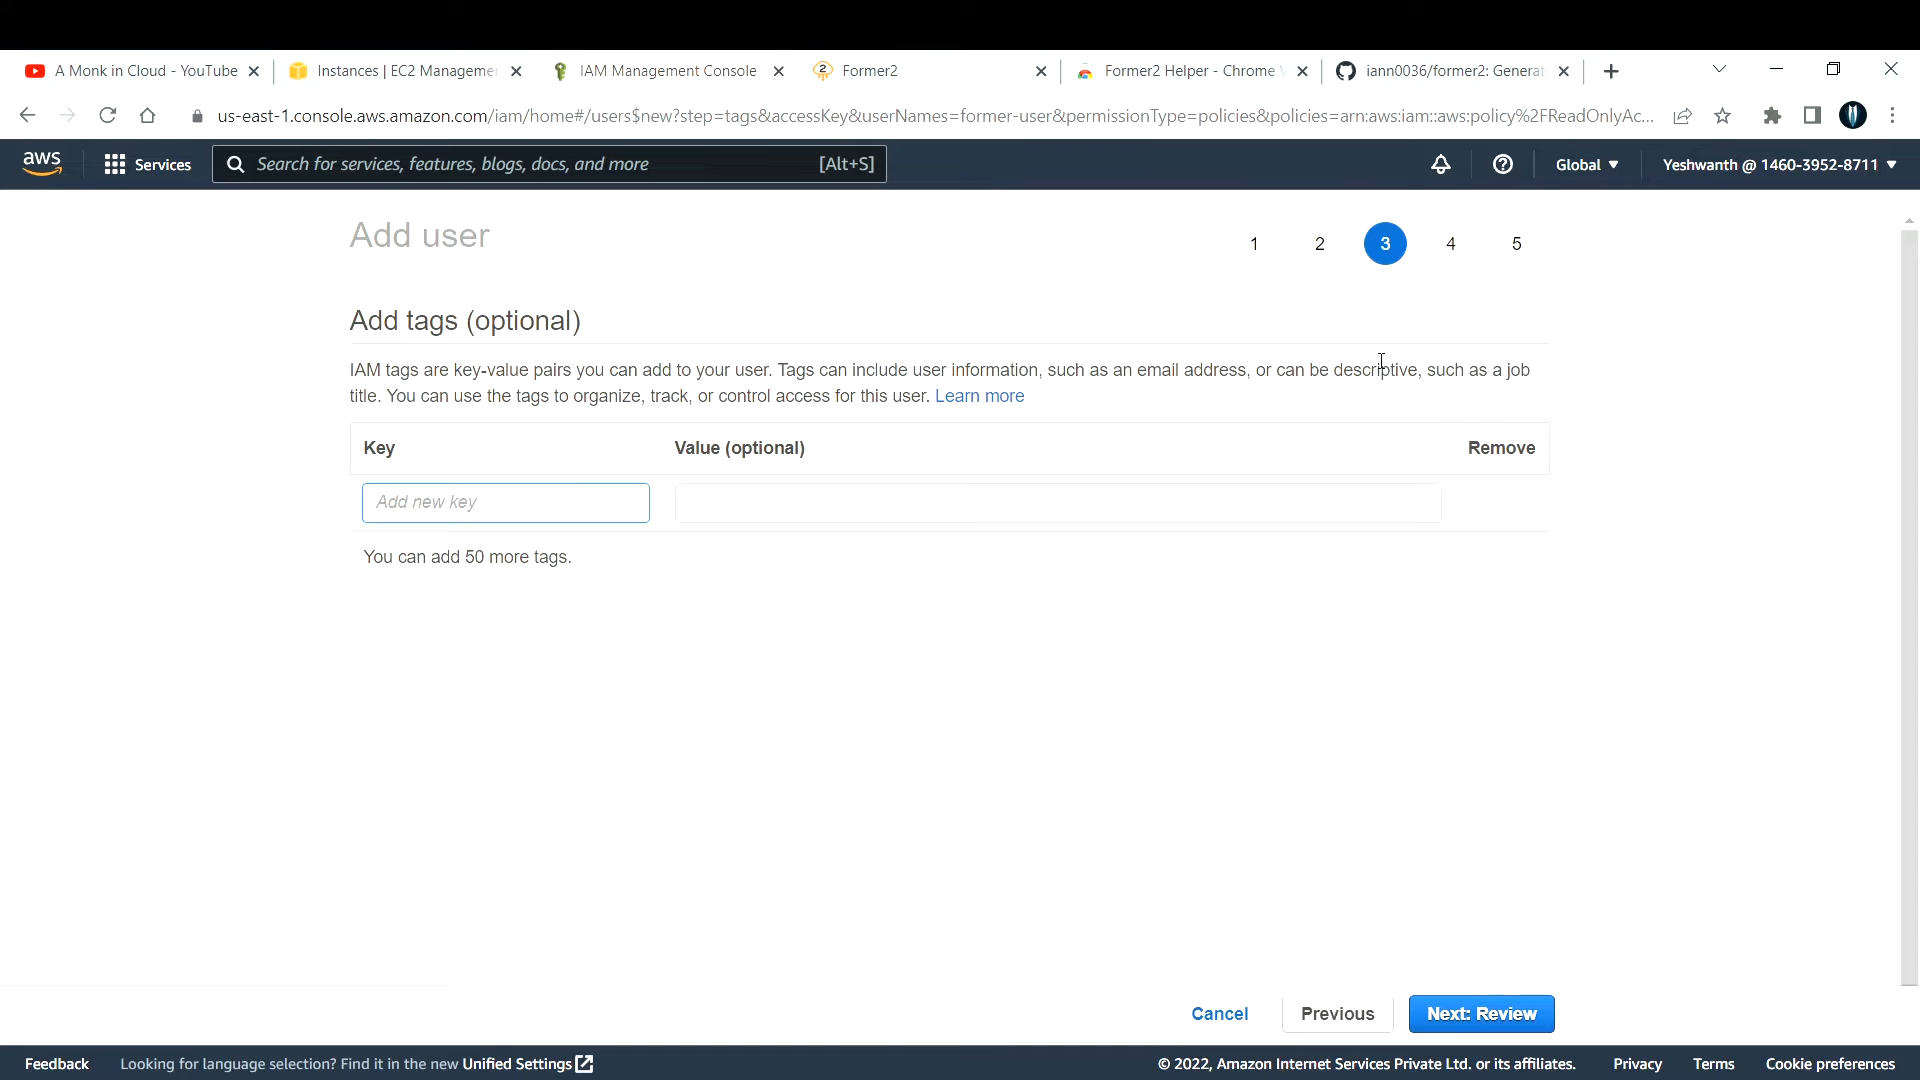 A Monk in Cloud - YouTube
Instances | EC2 Managemen
IAM Management Console
Former2
Former2 Helper - Chrome
iann0036/former2: Generat
us-east-1.console.aws.amazon.com/iam/home#/users$new?step=tags&accessKey&userNames=former-user&permissionType=policies&policies=arn:aws:iam::aws:policy%2FReadOnlyAc...
aws
Services
Search for services, features, blogs, docs, and more
[Alt+S]
Global
Yeshwanth @ 1460-3952-8711
Add user
1 2 3 4 5
Add tags (optional)
IAM tags are key-value pairs you can add to your user. Tags can include user information, such as an email address, or can be descriptive, such as a job
title. You can use the tags to organize, track, or control access for this user. Learn more
Key Value (optional) Remove
Add new key
You can add 50 more tags.
Cancel Previous Next: Review
Feedback Looking for language selection? Find it in the new Unified Settings © 2022, Amazon Internet Services Private Ltd. or its affiliates. Privacy Terms Cookie preferences